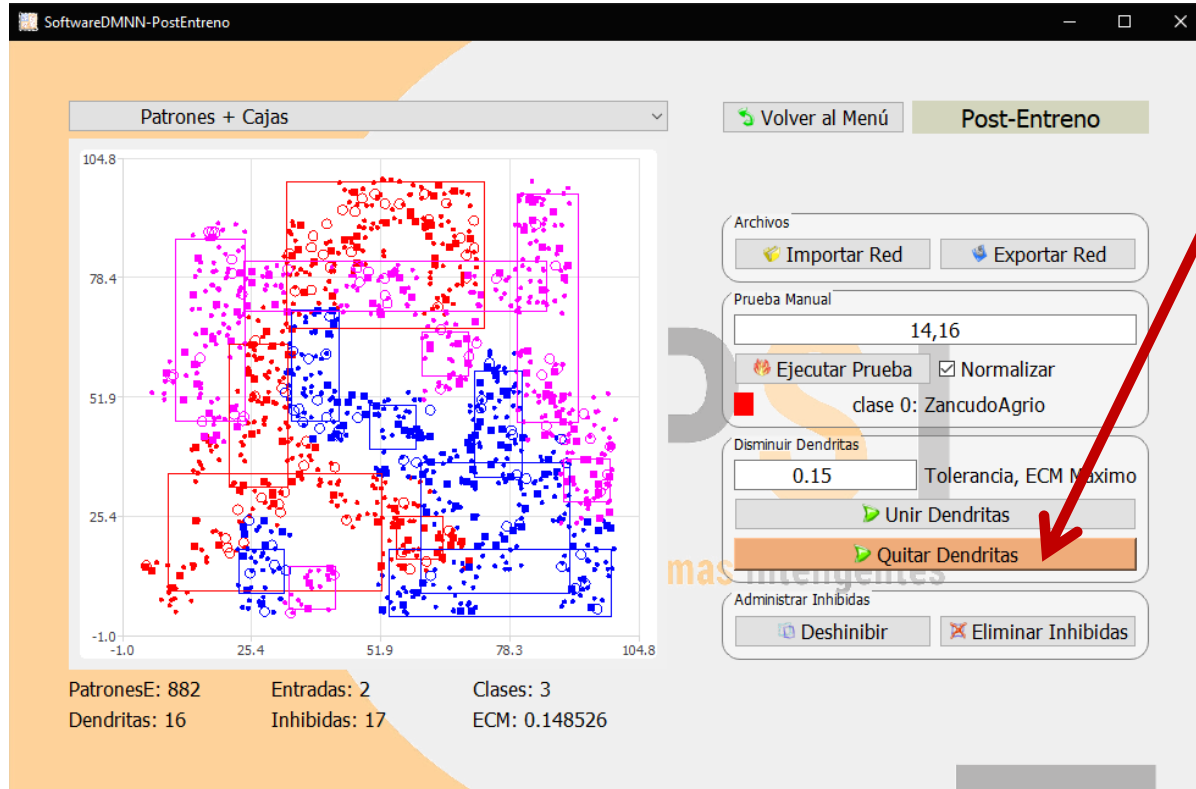 SoftwareDMNN-PostEntreno
Patrones + Cajas
Volver al Menú
Post-Entreno
104.8
78.4
51.9
25.4
-1.0
-1.0
25.4
51.9
78.3
104.8
Archivos
Importar Red
Exportar Red
Prueba Manual
14,16
Ejecutar Prueba
Normalizar
clase 0: ZancudoAgrio
Disminuir Dendritas
0.15
Tolerancia, ECM Maximo
Unir Dendritas
Quitar Dendritas
Administrar Inhibidas
Deshinibir
Eliminar Inhibidas
PatronesE: 882
Entradas: 2
Clases: 3
Dendritas: 16
Inhibidas: 17
ECM: 0.148526